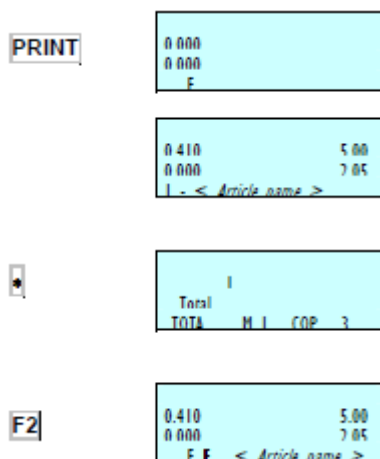 PRINT
0.000
0.000
F
0.410 5.00
0.000 2.05
1 - < Article name >
*
1
Total
TOTA M 1 COP 3
F2
0.410 5.00
0.000 2.05
F F < Article name >